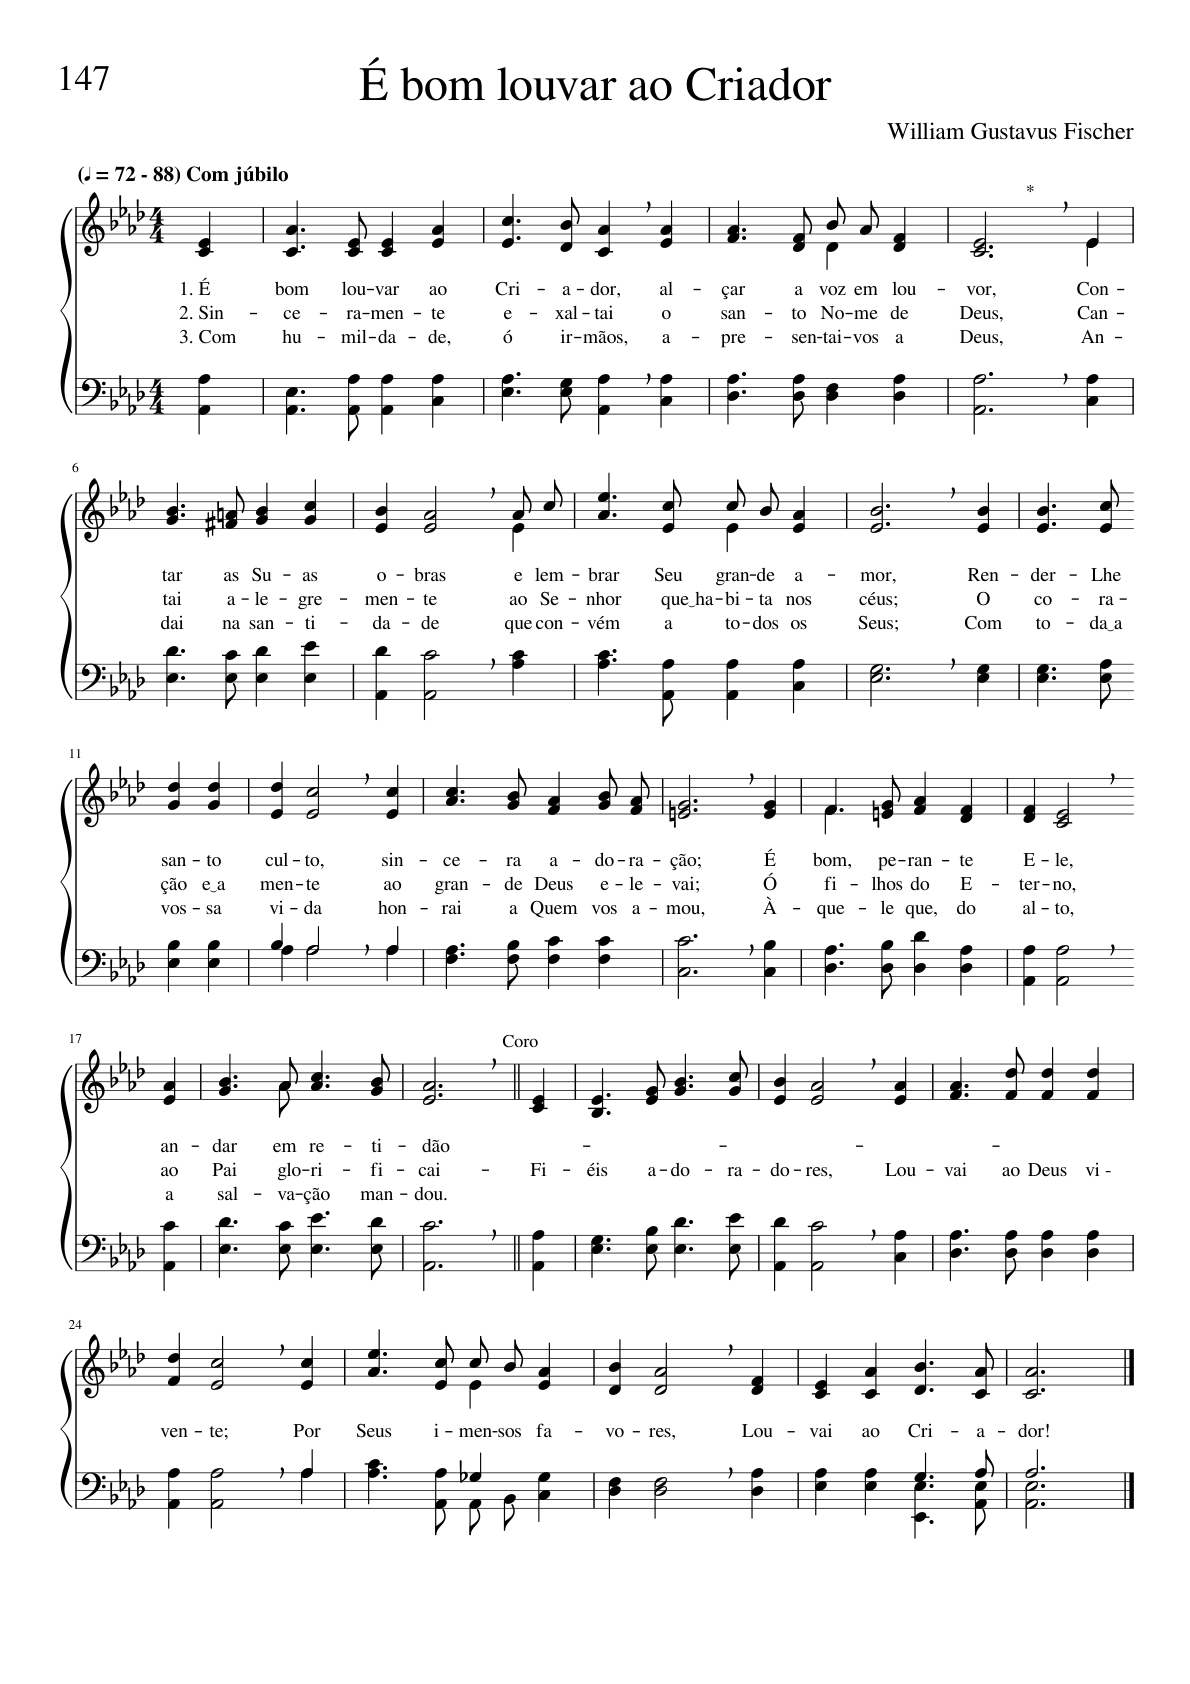 147
É bom louvar ao Criador
William Gustavus Fischer
(♩ = 72 - 88) Com júbilo
*
1. É bom lou – var ao Cri – a – dor, al – çar a voz em lou – vor, Con –
2. Sin – ce – ra – men – te e – xal – tai o san – to No – me de Deus, Can –
3. Com hu – mil – da – de, ó ir – mãos, a – pre – sen – tai – vos a Deus, An –
6
tar as Su – as o – bras e lem – brar Seu gran – de a – mor, Ren – der – Lhe
tai a – le – gre – men – te ao Se – nhor que‿ha – bi – ta nos céus; O co – ra –
dai na san – ti – da – de que con – vém a to – dos os Seus; Com to – da‿a
11
san – to cul – to, sin – ce – ra a – do – ra – ção; É bom, pe – ran – te E – le,
ção e‿a men – te ao gran – de Deus e – le – vai; Ó fi – lhos do E – ter – no,
vos – sa vi – da hon – rai a Quem vos a – mou, À – que – le que, do al – to,
17
Coro
an – dar em re – ti – dão – – – –
ao Pai glo – ri – fi – cai – Fi – éis a – do – ra – do – res, Lou – vai ao Deus vi -
a sal – va – ção man – dou.
24
ven – te; Por Seus i – men - sos fa – vo – res, Lou – vai ao Cri – a – dor!